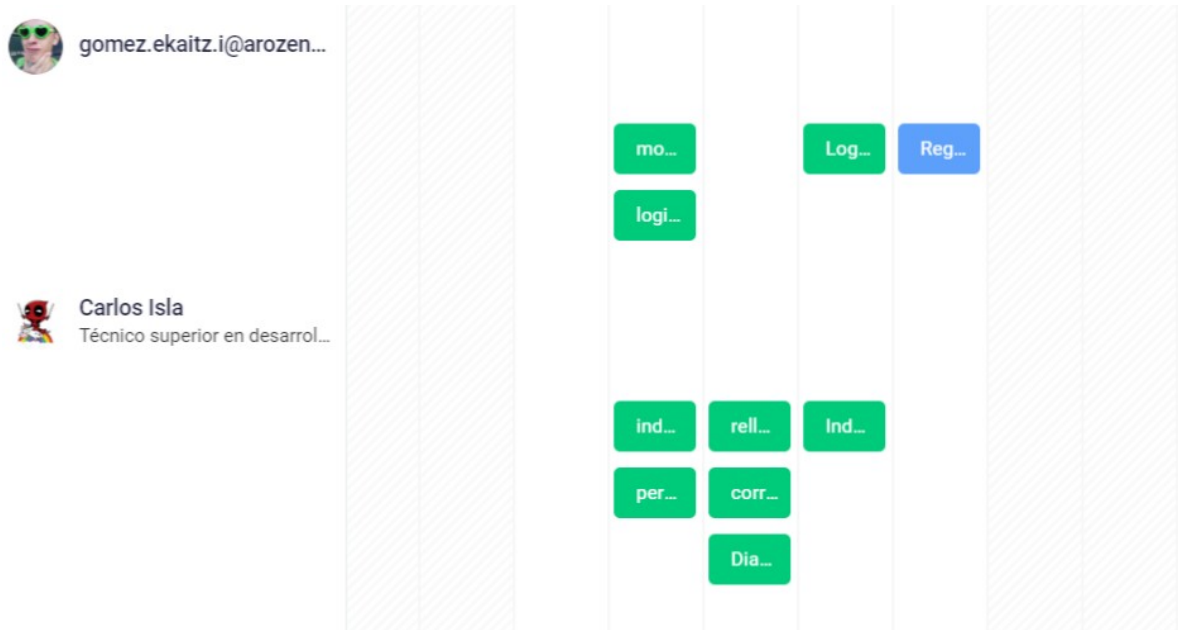 gomez.ekaitz.i@arozen...
mo... Log... Reg...
logi...
Carlos Isla
Técnico superior en desarrol...
ind... rell... Ind...
per... corr...
Dia...